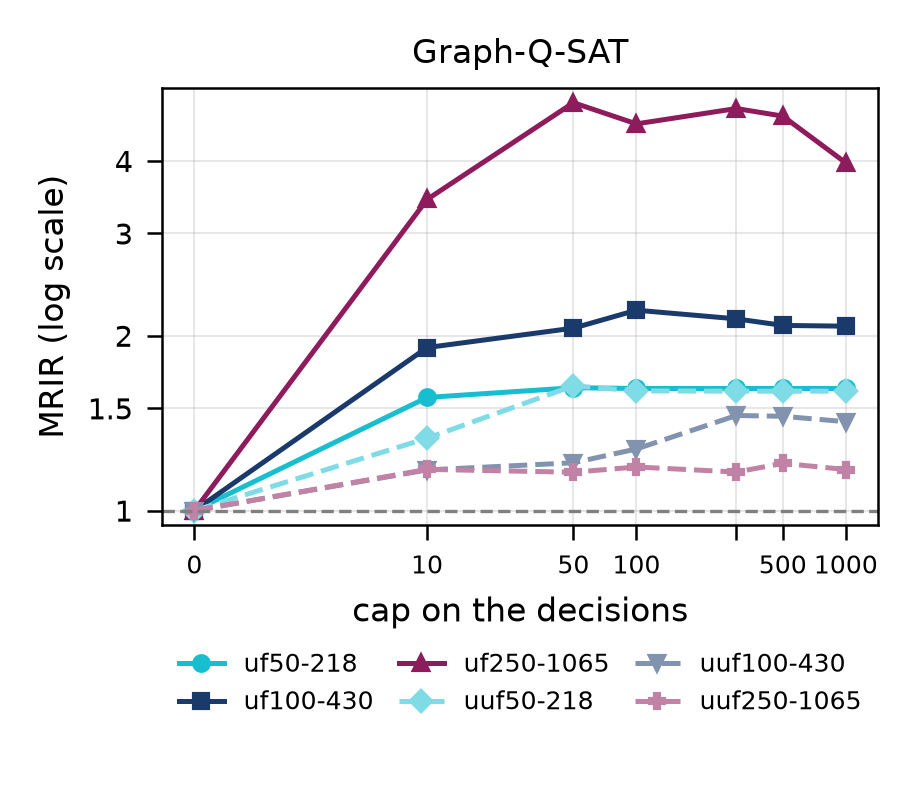 Graph-Q-SAT
MRIR (log scale)
4
3
2
1.5
1
0 10 50 100 500 1000
cap on the decisions
uf50-218 uf250-1065 uuf100-430
uf100-430 uuf50-218 uuf250-1065